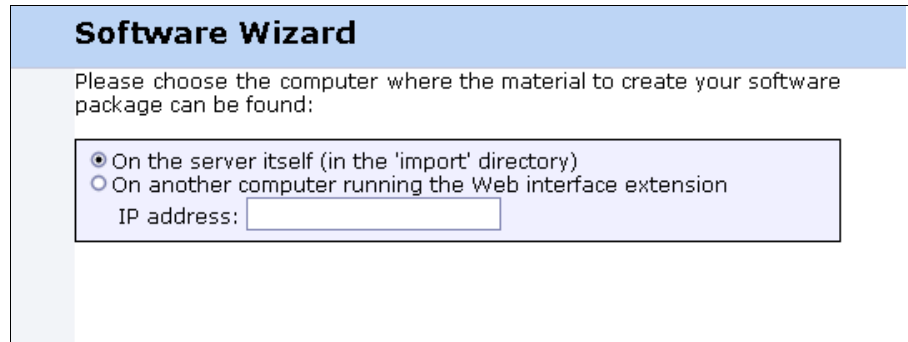 Software Wizard
Please choose the computer where the material to create your software
package can be found:
On the server itself (in the 'import' directory)
On another computer running the Web interface extension
IP address: